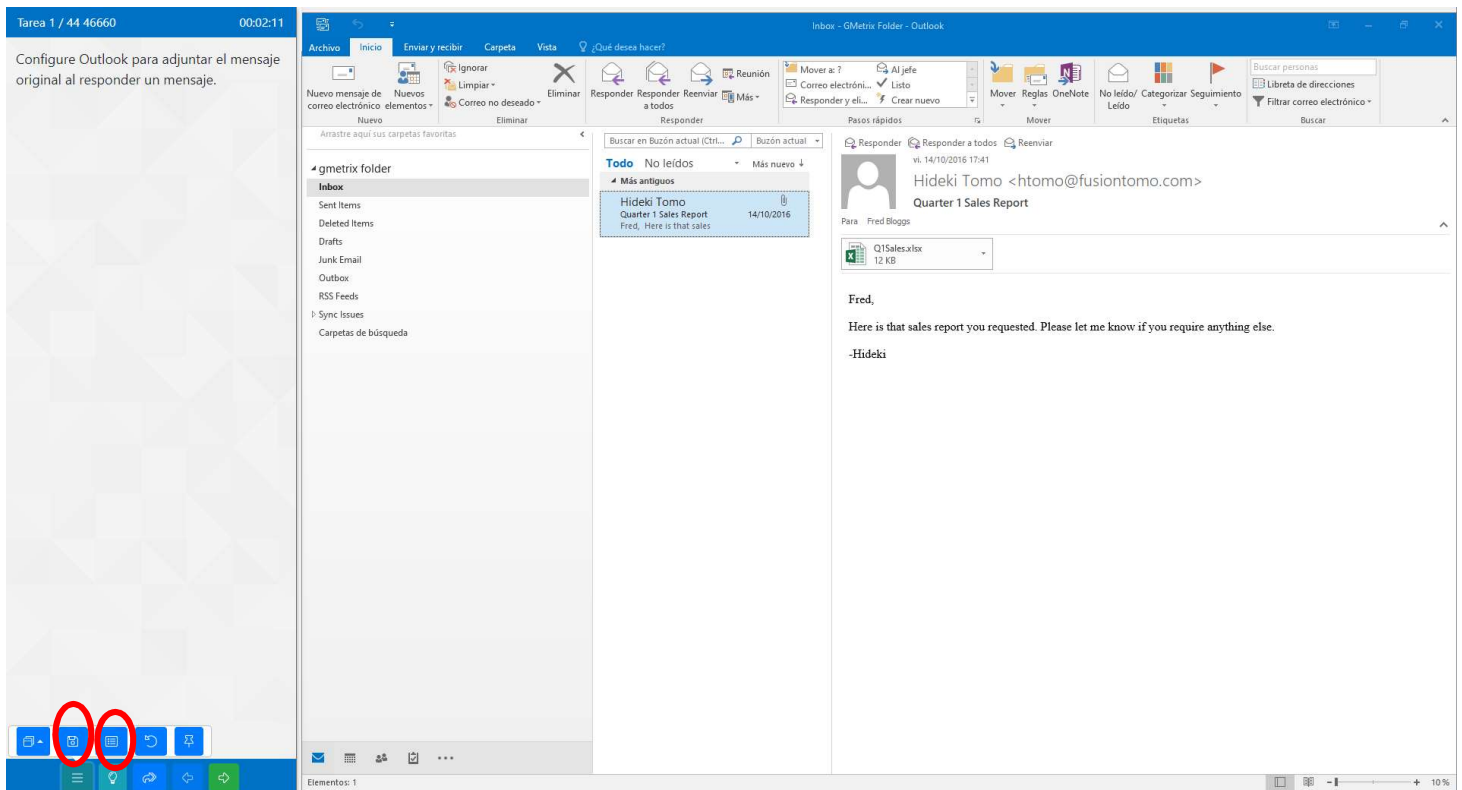 Tarea 1 / 44 46660 00:02:11
Configure Outlook para adjuntar el mensaje
original al responder un mensaje.
Inbox - GMetrix Folder - Outlook
Archivo Inicio Enviar y recibir Carpeta Vista ¿Qué desea hacer?
Nuevo mensaje de
correo electrónico
Nuevos
elementos
Nuevo
Ignorar
Limpiar
Correo no deseado
Eliminar
Eliminar
Responder
Responder
a todos
Reenviar
Reunión
Más
Responder
Mover a: ?
Correo electróni...
Responder y eli...
Al jefe
Listo
Crear nuevo
Pasos rápidos
Mover
Reglas
OneNote
Mover
No leído/
Leído
Categorizar
Seguimiento
Etiquetas
Buscar personas
Libreta de direcciones
Filtrar correo electrónico
Buscar
Arrastre aquí sus carpetas favoritas
gmetrix folder
Inbox
Sent Items
Deleted Items
Drafts
Junk Email
Outbox
RSS Feeds
Sync Issues
Carpetas de búsqueda
Buscar en Buzón actual (Ctrl... Buzón actual
Todo No leídos Más nuevo
Más antiguos
Hideki Tomo
Quarter 1 Sales Report 14/10/2016
Fred, Here is that sales
Responder Responder a todos Reenviar
vi. 14/10/2016 17:41
Hideki Tomo <htomo@fusiontomo.com>
Quarter 1 Sales Report
Para Fred Bloggs
Q1Sales.xlsx
12 KB
Fred,
Here is that sales report you requested. Please let me know if you require anything else.
-Hideki
Elementos: 1
10 %